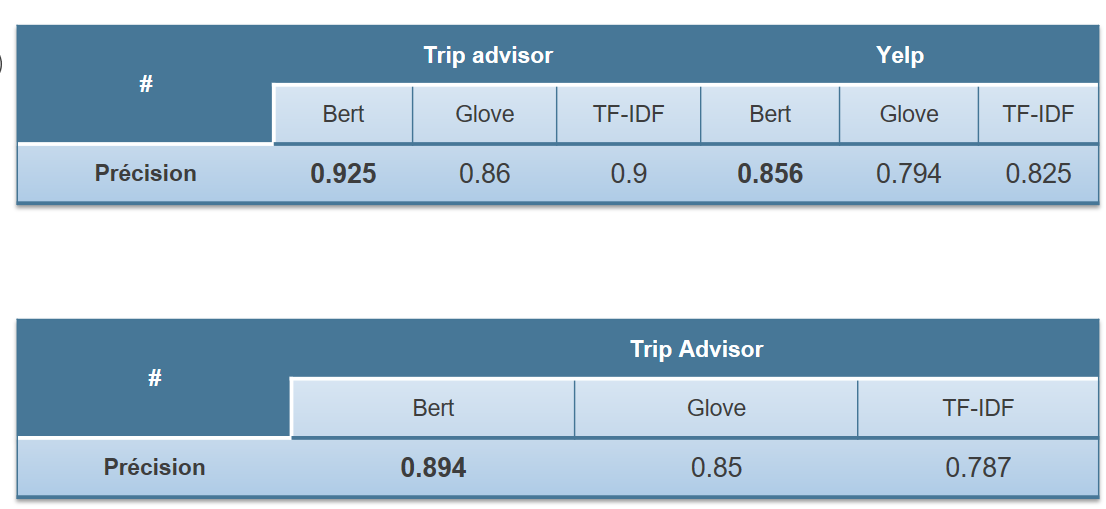 # Trip advisor Yelp
Bert Glove TF-IDF Bert Glove TF-IDF
Précision 0.925 0.86 0.9 0.856 0.794 0.825
# Trip Advisor
Bert Glove TF-IDF
Précision 0.894 0.85 0.787